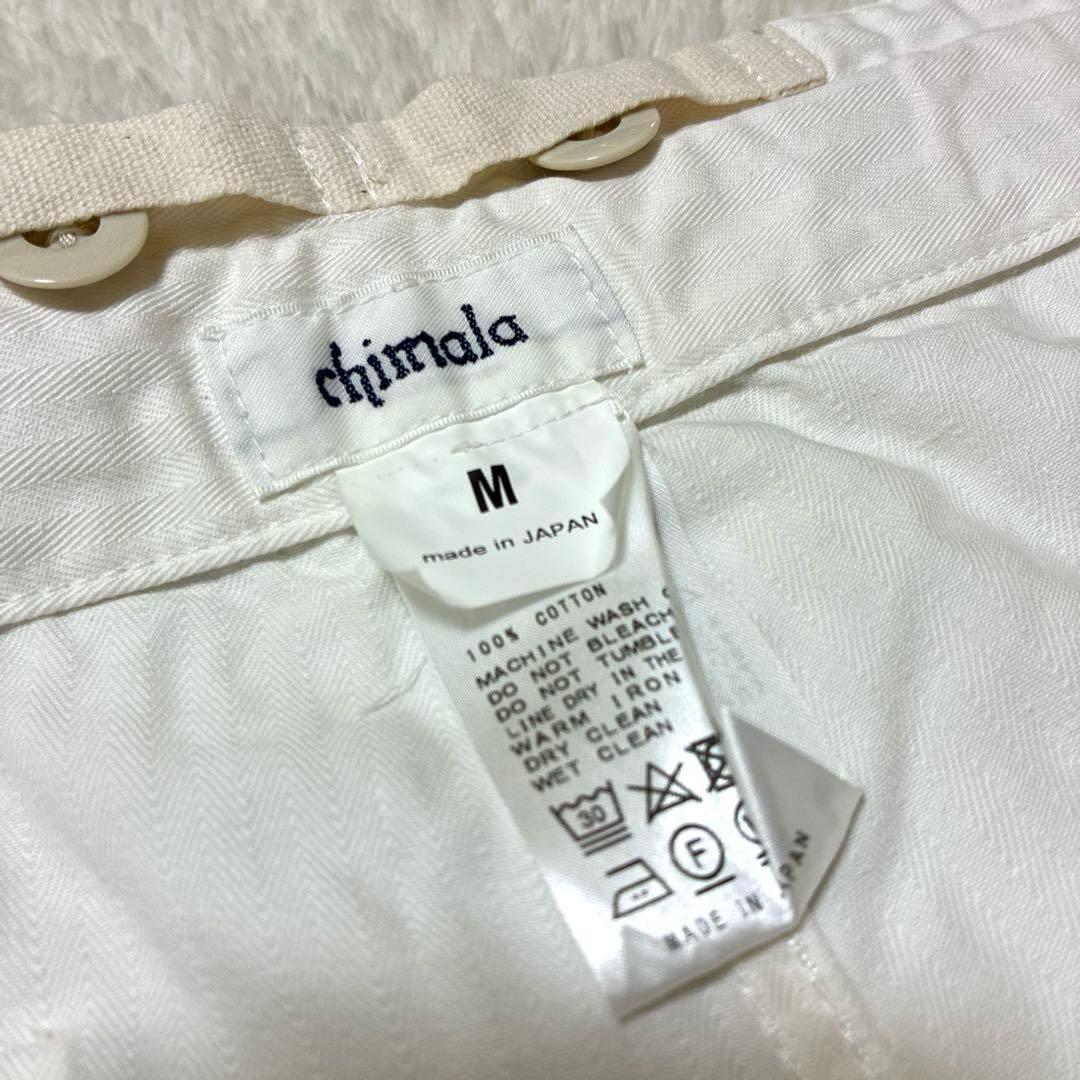 chimala
M
made in JAPAN
100% COTTON
MACHINE WASH
DO NOT BLEACH
DO NOT TUMBLE
LINE DRY IN THE
WARM IRON
DRY CLEAN
WET CLEAN
30
F
MADE IN JAPAN